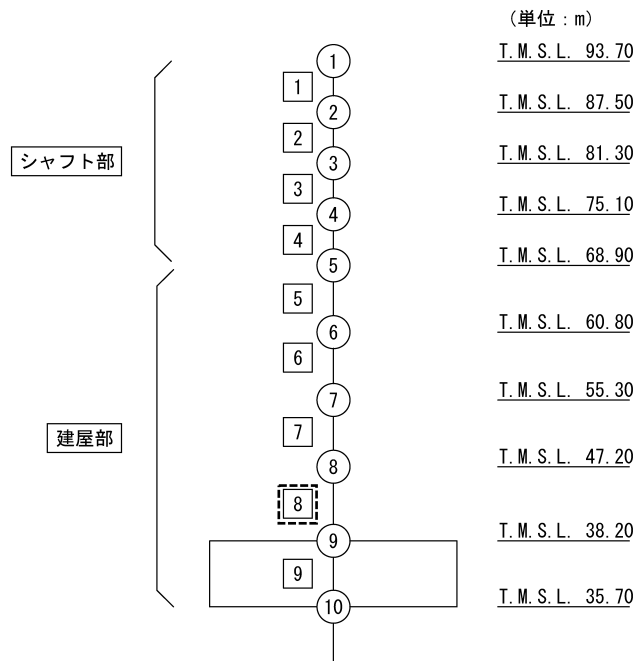 （単位：m）
① T.M.S.L. 93.70
1
② T.M.S.L. 87.50
2
シャフト部 ③ T.M.S.L. 81.30
3
④ T.M.S.L. 75.10
4
⑤ T.M.S.L. 68.90
5
⑥ T.M.S.L. 60.80
6
⑦ T.M.S.L. 55.30
建屋部 7
⑧ T.M.S.L. 47.20
8
⑨ T.M.S.L. 38.20
9
⑩ T.M.S.L. 35.70